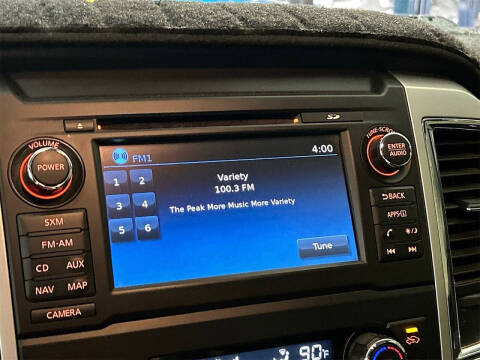 SD
VOLUME
POWER
FM1
4:00
TUNE-SCROLL
ENTER
AUDIO
1 2
3 4
5 6
Variety
100.3 FM
The Peak More Music More Variety
Tune
SXM
FM-AM
CD AUX
NAV MAP
CAMERA
BACK
APPS
90°F